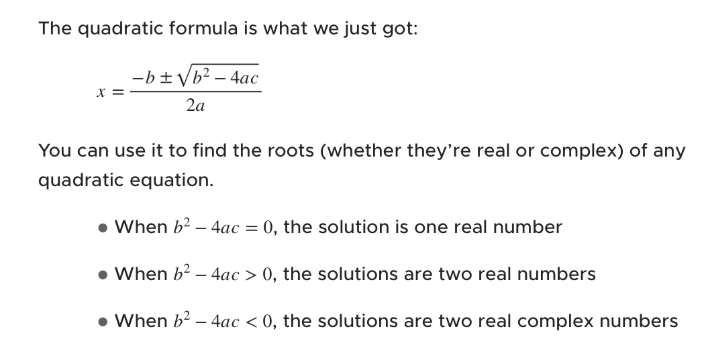 The quadratic formula is what we just got:
x = \frac{-b \pm \sqrt{b^2 - 4ac}}{2a}
You can use it to find the roots (whether they’re real or complex) of any
quadratic equation.
● When b² – 4ac = 0, the solution is one real number
● When b² – 4ac > 0, the solutions are two real numbers
● When b² – 4ac < 0, the solutions are two real complex numbers